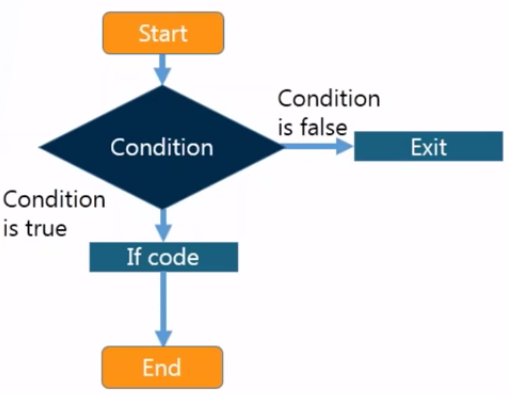 Start
Condition
is false
Condition
Exit
Condition
is true
If code
End